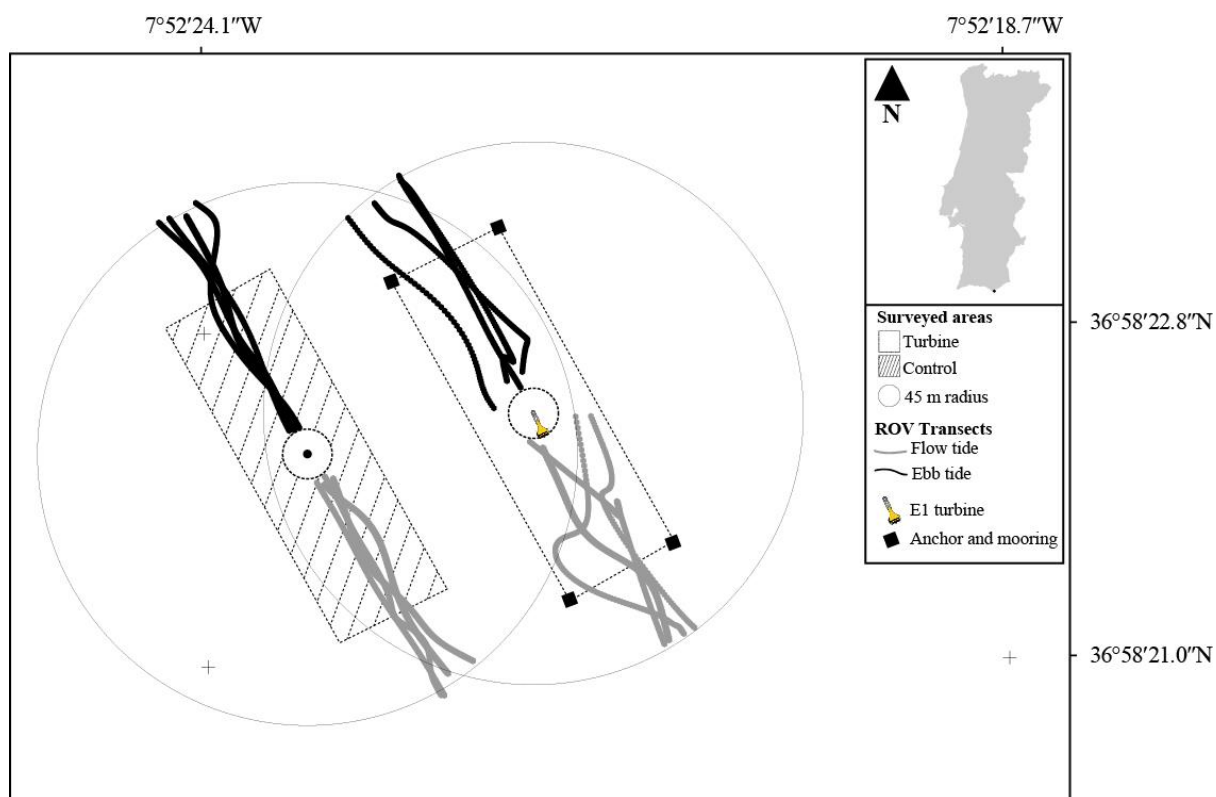 7°52′24.1″W
7°52′18.7″W
N
36°58′22.8″N
Surveyed areas
Turbine
Control
45 m radius
ROV Transects
Flow tide
Ebb tide
E1 turbine
Anchor and mooring
36°58′21.0″N